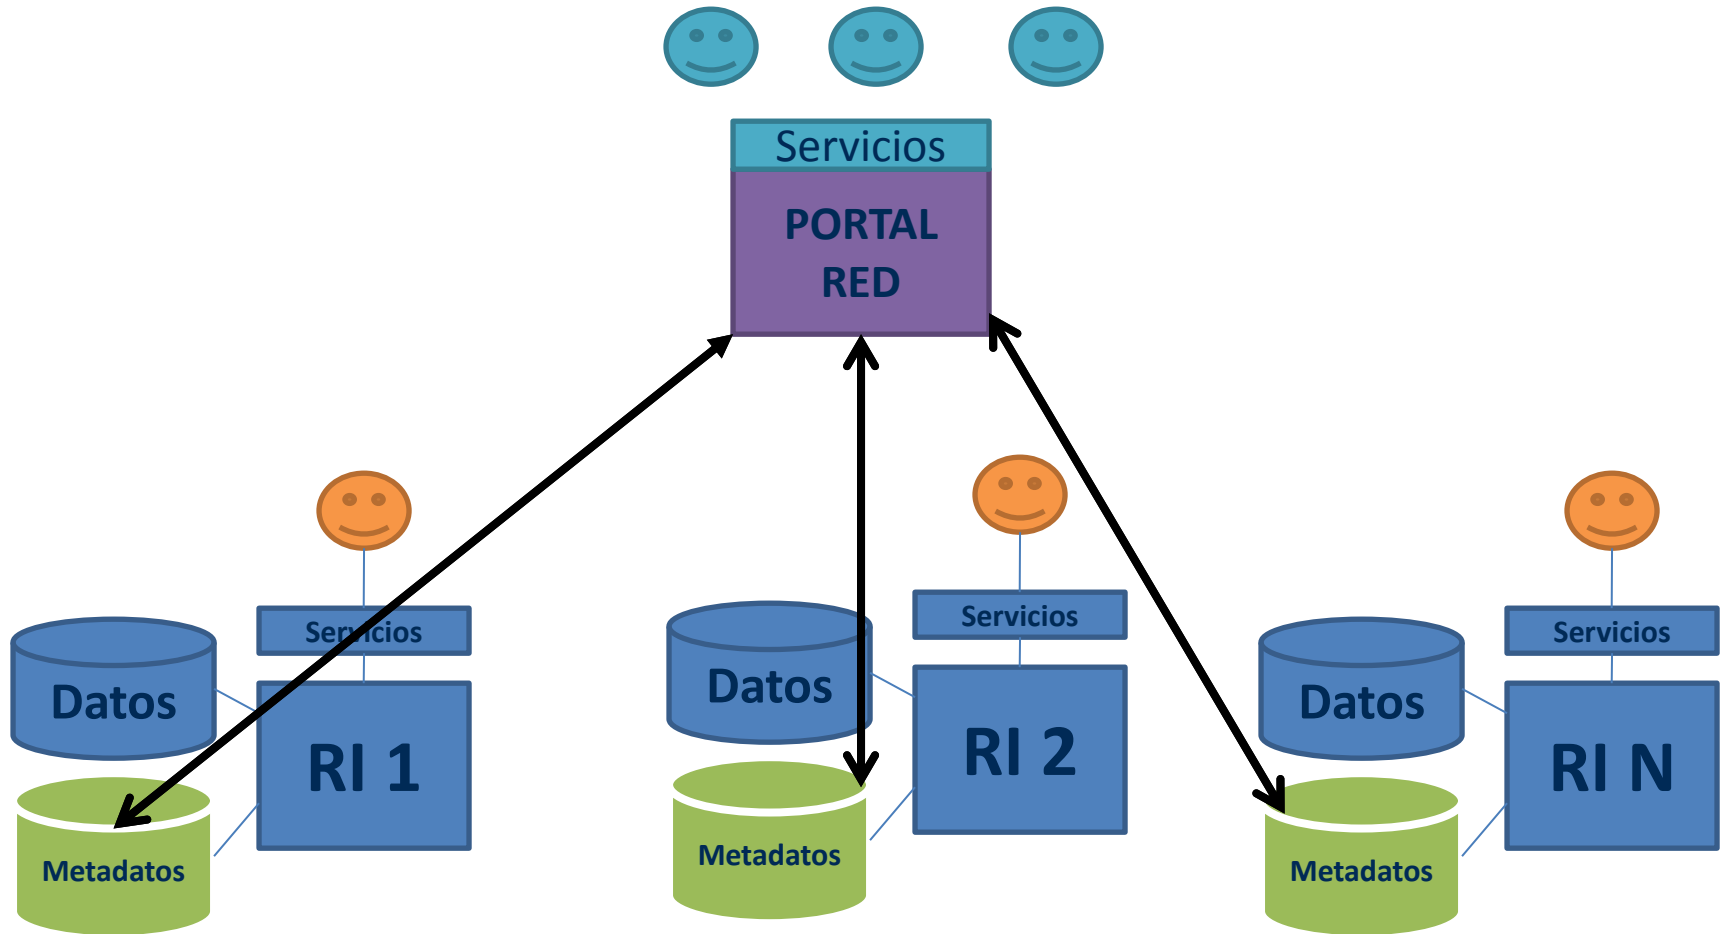 Servicios
PORTAL
RED
Servicios
Datos
RI 1
Metadatos
Servicios
Datos
RI 2
Metadatos
Servicios
Datos
RI N
Metadatos